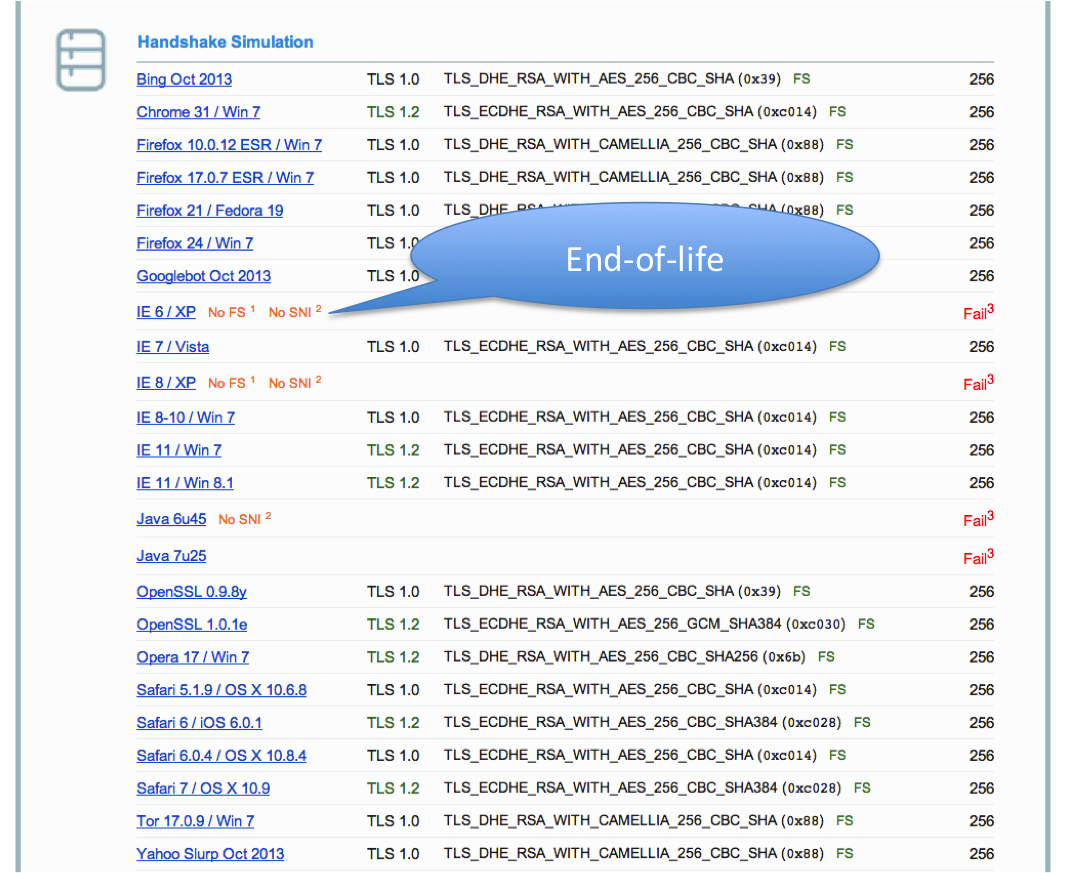 Handshake Simulation
Bing Oct 2013 TLS 1.0 TLS_DHE_RSA_WITH_AES_256_CBC_SHA (0x39) FS 256
Chrome 31 / Win 7 TLS 1.2 TLS_ECDHE_RSA_WITH_AES_256_CBC_SHA (0xc014) FS 256
Firefox 10.0.12 ESR / Win 7 TLS 1.0 TLS_DHE_RSA_WITH_CAMELLIA_256_CBC_SHA (0x88) FS 256
Firefox 17.0.7 ESR / Win 7 TLS 1.0 TLS_DHE_RSA_WITH_CAMELLIA_256_CBC_SHA (0x88) FS 256
Firefox 21 / Fedora 19 TLS 1.0 (0x88) FS 256
Firefox 24 / Win 7 TLS 1.0 256
End-of-life
Googlebot Oct 2013 TLS 1.0 256
IE 6 / XP No FS 1 No SNI 2 Fail3
IE 7 / Vista TLS 1.0 TLS_ECDHE_RSA_WITH_AES_256_CBC_SHA (0xc014) FS 256
IE 8 / XP No FS 1 No SNI 2 Fail3
IE 8-10 / Win 7 TLS 1.0 TLS_ECDHE_RSA_WITH_AES_256_CBC_SHA (0xc014) FS 256
IE 11 / Win 7 TLS 1.2 TLS_ECDHE_RSA_WITH_AES_256_CBC_SHA (0xc014) FS 256
IE 11 / Win 8.1 TLS 1.2 TLS_ECDHE_RSA_WITH_AES_256_CBC_SHA (0xc014) FS 256
Java 6u45 No SNI 2 Fail3
Java 7u25 Fail3
OpenSSL 0.9.8y TLS 1.0 TLS_DHE_RSA_WITH_AES_256_CBC_SHA (0x39) FS 256
OpenSSL 1.0.1e TLS 1.2 TLS_ECDHE_RSA_WITH_AES_256_GCM_SHA384 (0xc030) FS 256
Opera 17 / Win 7 TLS 1.2 TLS_DHE_RSA_WITH_AES_256_CBC_SHA256 (0x6b) FS 256
Safari 5.1.9 / OS X 10.6.8 TLS 1.0 TLS_ECDHE_RSA_WITH_AES_256_CBC_SHA (0xc014) FS 256
Safari 6 / iOS 6.0.1 TLS 1.2 TLS_ECDHE_RSA_WITH_AES_256_CBC_SHA384 (0xc028) FS 256
Safari 6.0.4 / OS X 10.8.4 TLS 1.0 TLS_ECDHE_RSA_WITH_AES_256_CBC_SHA (0xc014) FS 256
Safari 7 / OS X 10.9 TLS 1.2 TLS_ECDHE_RSA_WITH_AES_256_CBC_SHA384 (0xc028) FS 256
Tor 17.0.9 / Win 7 TLS 1.0 TLS_DHE_RSA_WITH_CAMELLIA_256_CBC_SHA (0x88) FS 256
Yahoo Slurp Oct 2013 TLS 1.0 TLS_DHE_RSA_WITH_CAMELLIA_256_CBC_SHA (0x88) FS 256